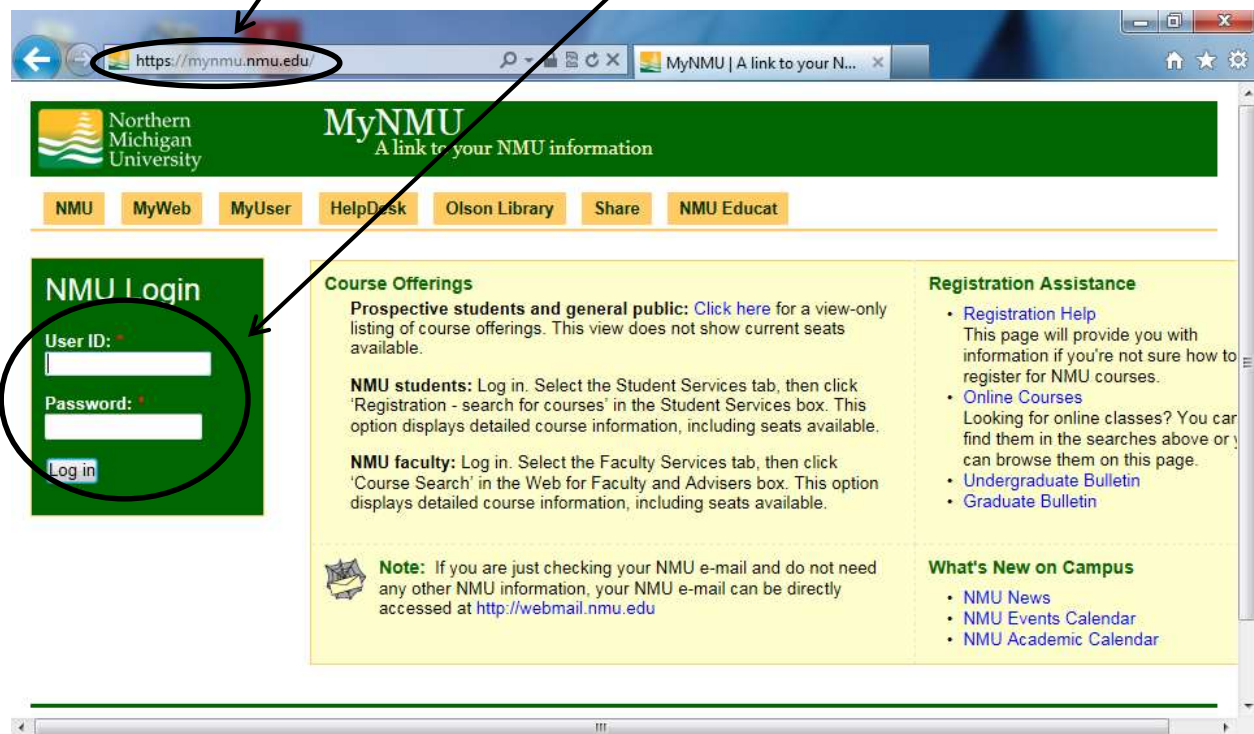 https://mynmu.nmu.edu/
MyNMU | A link to your N...
Northern
Michigan
University
MyNMU
A link to your NMU information
NMU MyWeb MyUser HelpDesk Olson Library Share NMU Educat
NMU Login
User ID: *
Password: *
Log in
Course Offerings
Prospective students and general public: Click here for a view-only
listing of course offerings. This view does not show current seats
available.
NMU students: Log in. Select the Student Services tab, then click
'Registration - search for courses' in the Student Services box. This
option displays detailed course information, including seats available.
NMU faculty: Log in. Select the Faculty Services tab, then click
'Course Search' in the Web for Faculty and Advisers box. This option
displays detailed course information, including seats available.
Note: If you are just checking your NMU e-mail and do not need
any other NMU information, your NMU e-mail can be directly
accessed at http://webmail.nmu.edu
Registration Assistance
• Registration Help
This page will provide you with
information if you're not sure how to
register for NMU courses.
• Online Courses
Looking for online classes? You can
find them in the searches above or
can browse them on this page.
• Undergraduate Bulletin
• Graduate Bulletin
What's New on Campus
• NMU News
• NMU Events Calendar
• NMU Academic Calendar